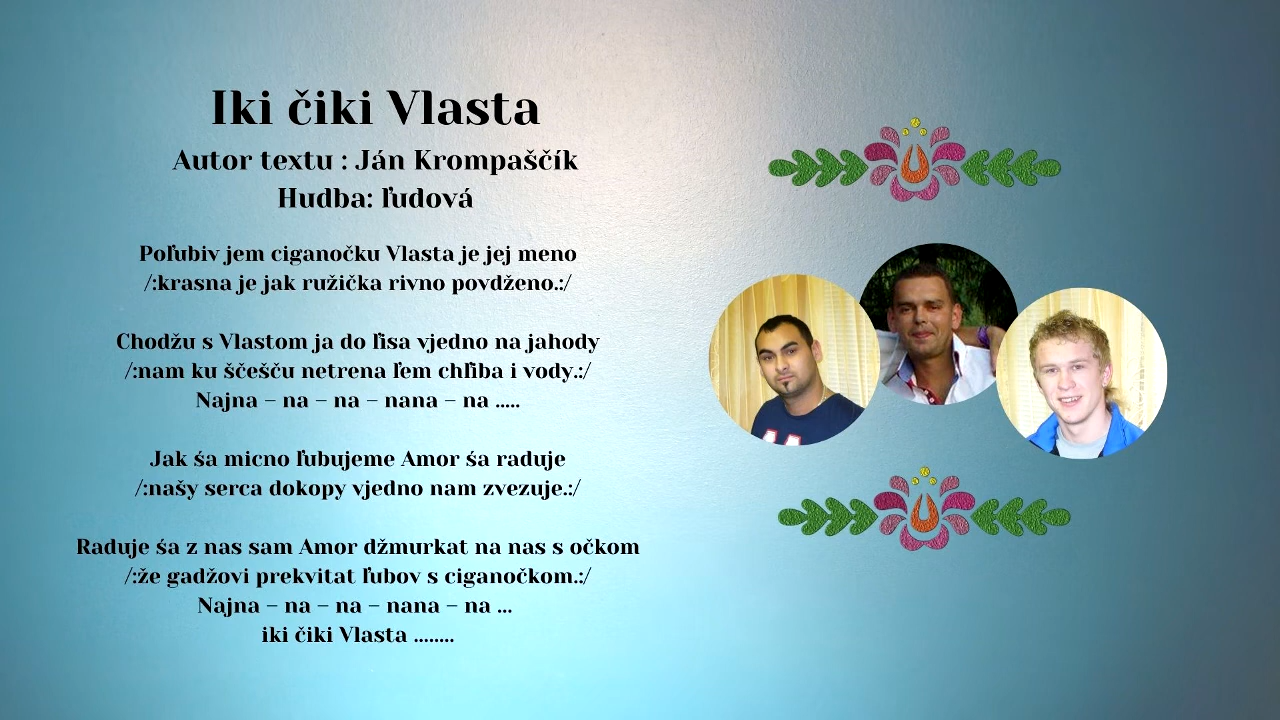 Iki čiki Vlasta
Autor textu : Ján Krompaščík
Hudba: ľudová
Poľubiv jem ciganočku Vlasta je jej meno
/:krasna je jak ružička rivno povdženo.:/
Chodžu s Vlastom ja do ľisa vjedno na jahody
/:nam ku ščešču netrena ľem chľiba i vody.:/
Najna – na – na – nana – na .....
Jak śa micno ľubujeme Amor śa raduje
/:našy serca dokopy vjedno nam zvezuje.:/
Raduje śa z nas sam Amor džmurkat na nas s očkom
/:že gadžovi prekvitat ľubov s ciganočkom.:/
Najna – na – na – nana – na ...
iki čiki Vlasta ........